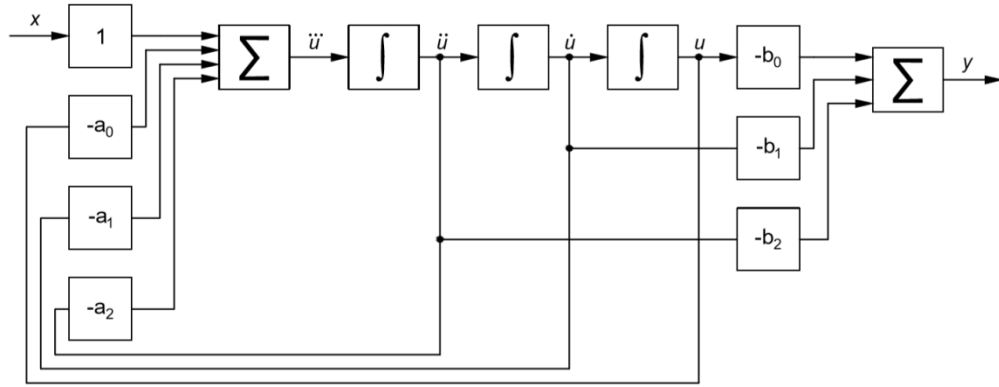 x 1 Σ u⃛ ∫ ü ∫ u̇ ∫ u -b₀ Σ y
-a₀
-b₁
-a₁
-b₂
-a₂